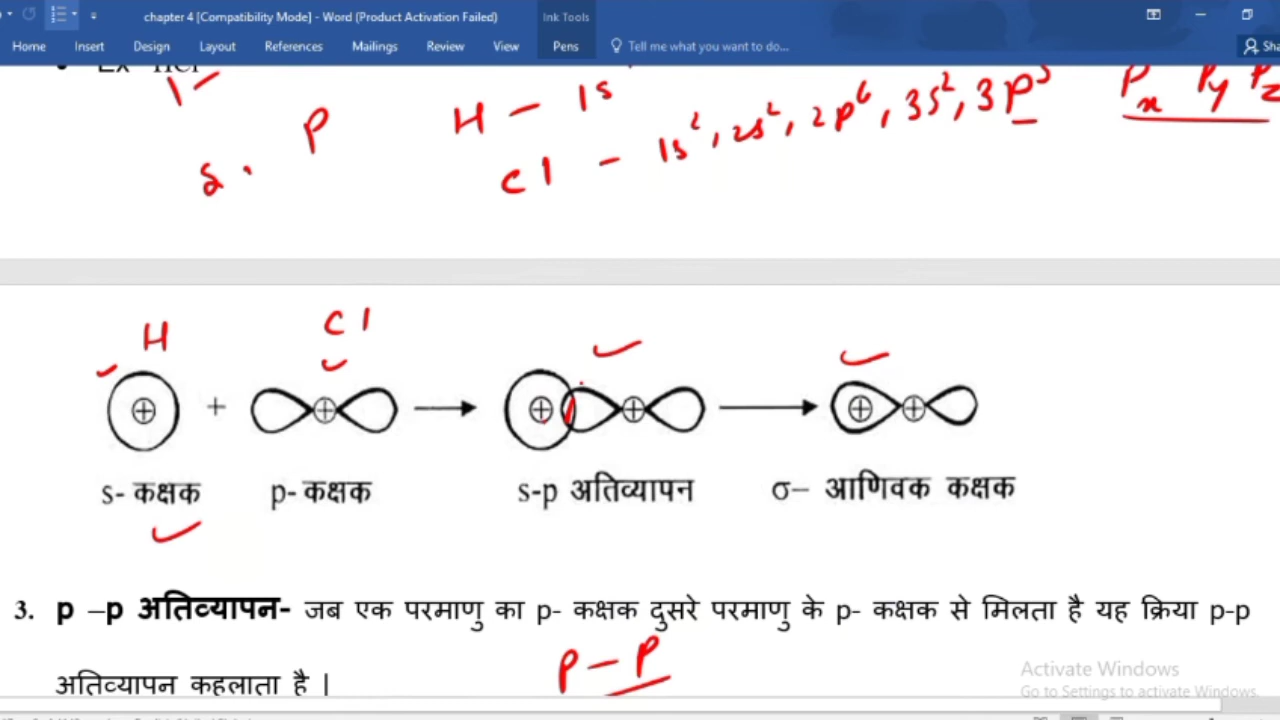 chapter 4 [Compatibility Mode] - Word (Product Activation Failed)
Ink Tools
Home Insert Design Layout References Mailings Review View Pens Tell me what you want to do... Sha
Px Py Pz
H – 1s
s. p
Cl – 1s², 2s², 2p⁶, 3s², 3p⁵
H Cl
+
s- कक्षक p- कक्षक s-p अतिव्यापन σ– आणिवक कक्षक
3. p –p अतिव्यापन- जब एक परमाणु का p- कक्षक दुसरे परमाणु के p- कक्षक से मिलता है यह क्रिया p-p
अतिव्यापन कहलाता है |
P – P
Activate Windows
Go to Settings to activate Windows.